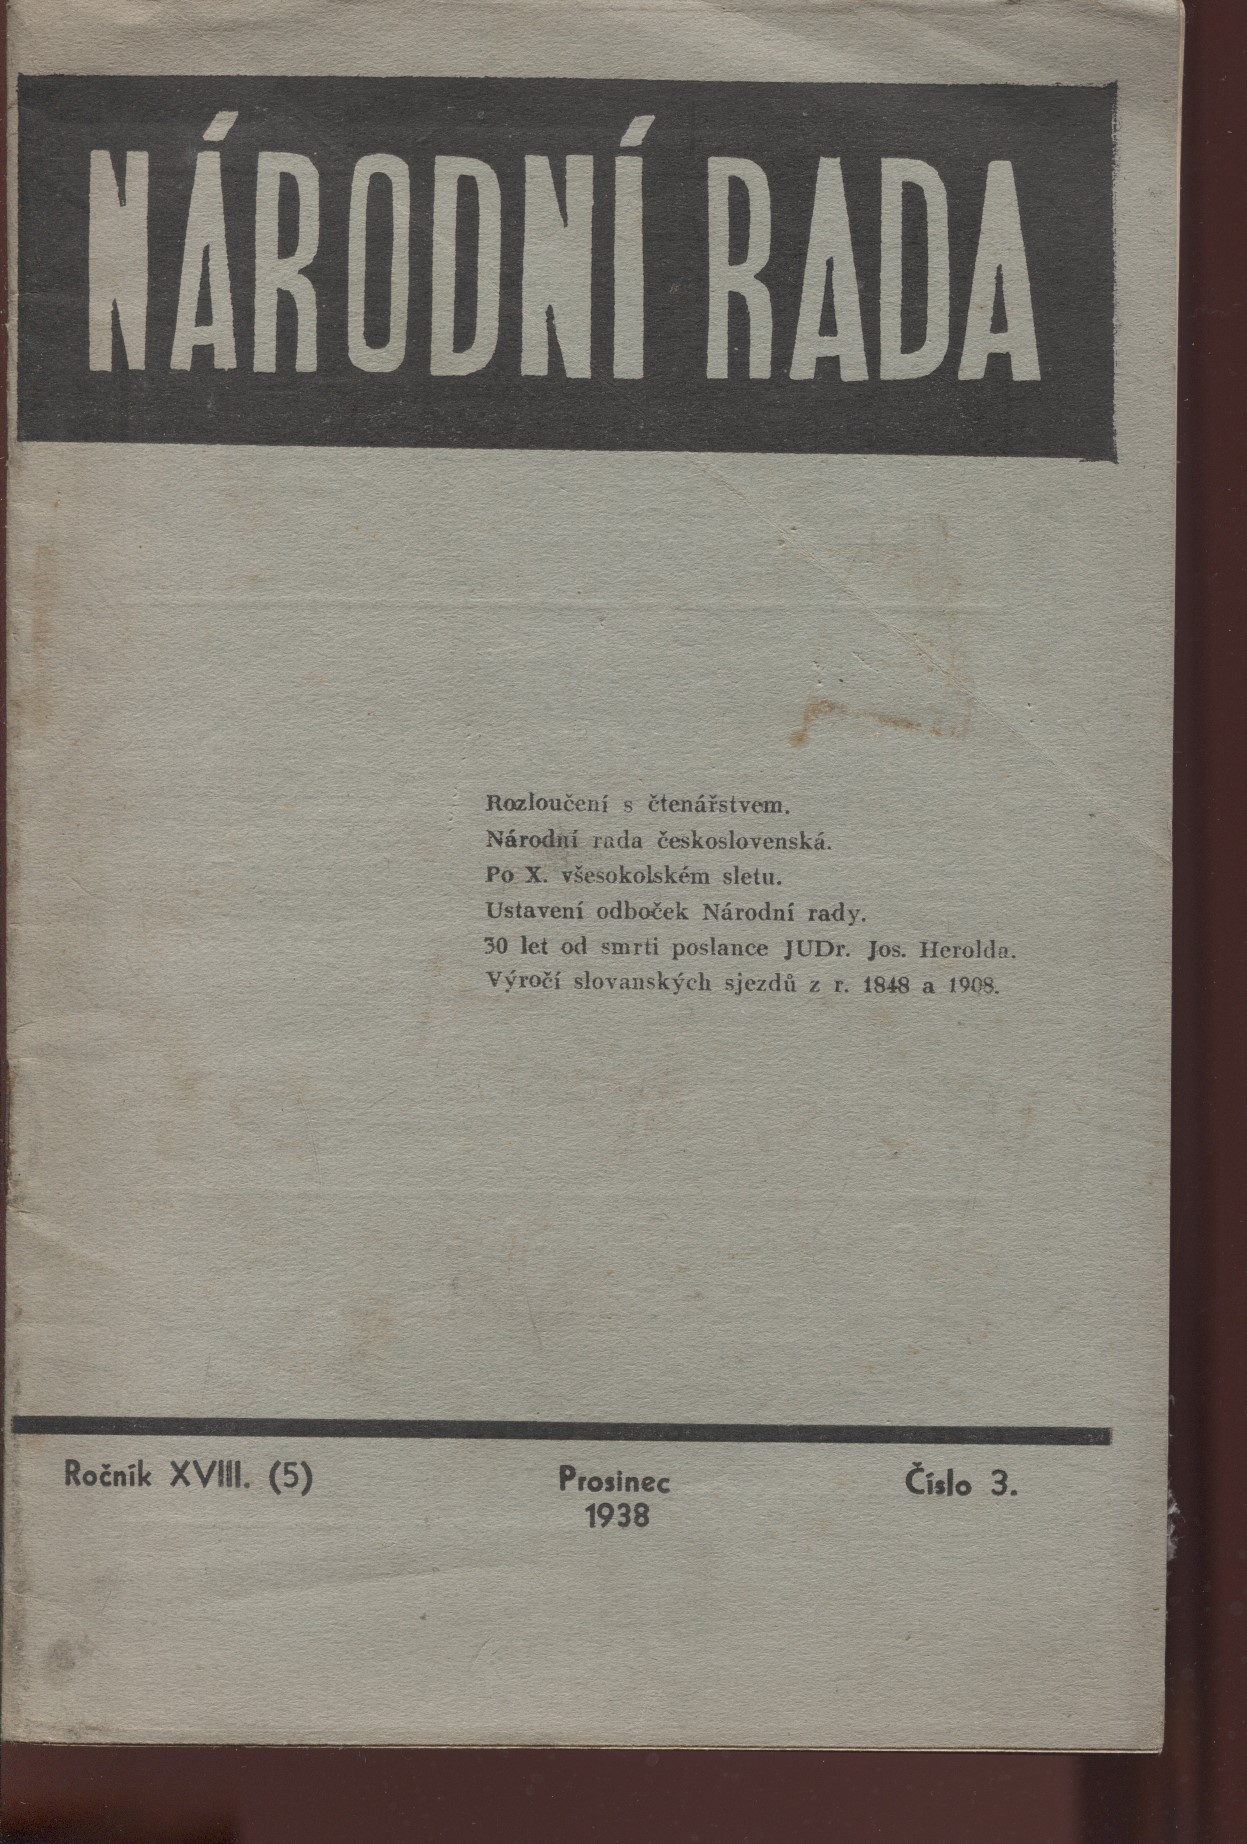 NÁRODNÍ RADA
Rozloučení s čtenářstvem.
Národní rada československá.
Po X. všesokolském sletu.
Ustavení odboček Národní rady.
30 let od smrti poslance JUDr. Jos. Herolda.
Výročí slovanských sjezdů z r. 1848 a 1908.
Ročník XVIII. (5)
Prosinec
1938
Číslo 3.